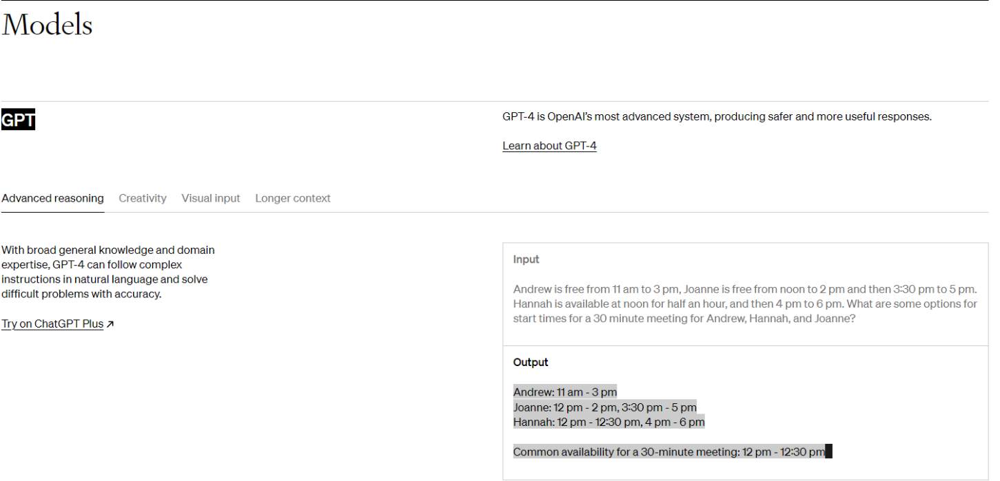 Models
GPT
GPT-4 is OpenAI's most advanced system, producing safer and more useful responses.
Learn about GPT-4
Advanced reasoning Creativity Visual input Longer context
With broad general knowledge and domain
expertise, GPT-4 can follow complex
instructions in natural language and solve
difficult problems with accuracy.
Try on ChatGPT Plus ↗
Input
Andrew is free from 11 am to 3 pm, Joanne is free from noon to 2 pm and then 3:30 pm to 5 pm.
Hannah is available at noon for half an hour, and then 4 pm to 6 pm. What are some options for
start times for a 30 minute meeting for Andrew, Hannah, and Joanne?
Output
Andrew: 11 am - 3 pm
Joanne: 12 pm - 2 pm, 3:30 pm - 5 pm
Hannah: 12 pm - 12:30 pm, 4 pm - 6 pm
Common availability for a 30-minute meeting: 12 pm - 12:30 pm